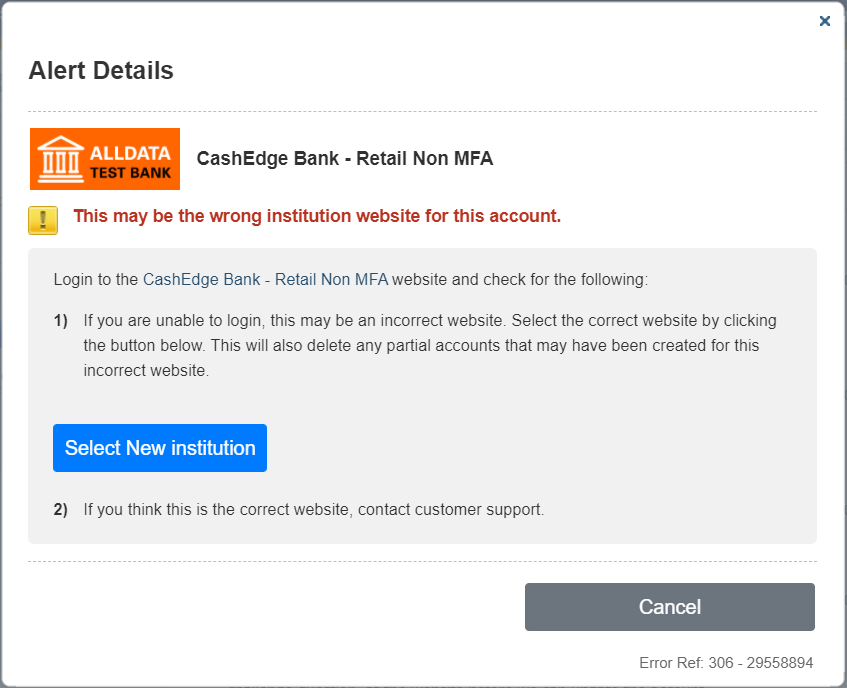 ×
Alert Details
ALLDATA
TEST BANK
CashEdge Bank - Retail Non MFA
This may be the wrong institution website for this account.
Login to the CashEdge Bank - Retail Non MFA website and check for the following:
1) If you are unable to login, this may be an incorrect website. Select the correct website by clicking
the button below. This will also delete any partial accounts that may have been created for this
incorrect website.
Select New institution
2) If you think this is the correct website, contact customer support.
Cancel
Error Ref: 306 - 29558894